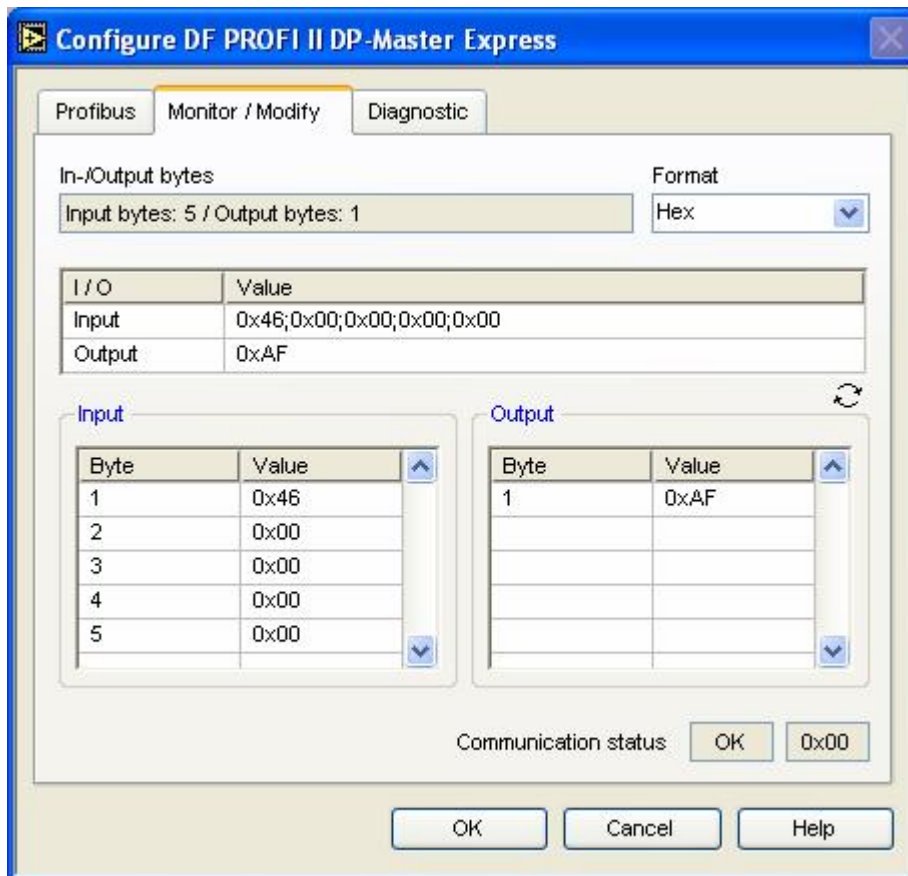 Configure DF PROFI II DP-Master Express
Profibus Monitor / Modify Diagnostic
In-/Output bytes Format
Input bytes: 5 / Output bytes: 1 Hex
I / O Value
Input 0x46;0x00;0x00;0x00;0x00
Output 0xAF
Input Output
Byte Value Byte Value
1 0x46 1 0xAF
2 0x00
3 0x00
4 0x00
5 0x00
Communication status OK 0x00
OK Cancel Help